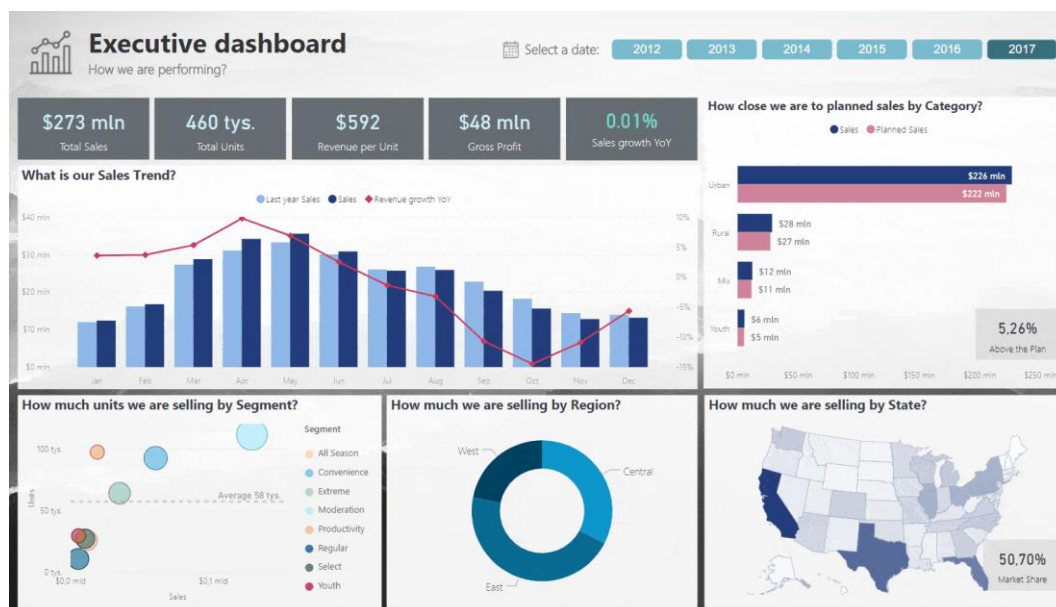 Executive dashboard
How we are performing?
Select a date:
2012
2013
2014
2015
2016
2017
$273 mln
Total Sales
460 tys.
Total Units
$592
Revenue per Unit
$48 mln
Gross Profit
0.01%
Sales growth YoY
What is our Sales Trend?
Last year Sales
Sales
Revenue growth YoY
$40 mln
$30 mln
$20 mln
$10 mln
$0 mln
10%
5%
0%
-5%
-10%
-15%
Jan
Feb
Mar
Apr
May
Jun
Jul
Aug
Sep
Oct
Nov
Dec
How close we are to planned sales by Category?
Sales
Planned Sales
Urban
$226 mln
$222 mln
Rural
$28 mln
$27 mln
Mix
$12 mln
$11 mln
Youth
$6 mln
$5 mln
5,26%
Above the Plan
$0 mln
$50 mln
$100 mln
$150 mln
$200 mln
$250 mln
How much units we are selling by Segment?
Units
100 tys.
50 tys.
0 tys.
Average 58 tys.
$0,0 mld
$0,1 mld
Sales
Segment
All Season
Convenience
Extreme
Moderation
Productivity
Regular
Select
Youth
How much we are selling by Region?
West
Central
East
How much we are selling by State?
50,70%
Market Share